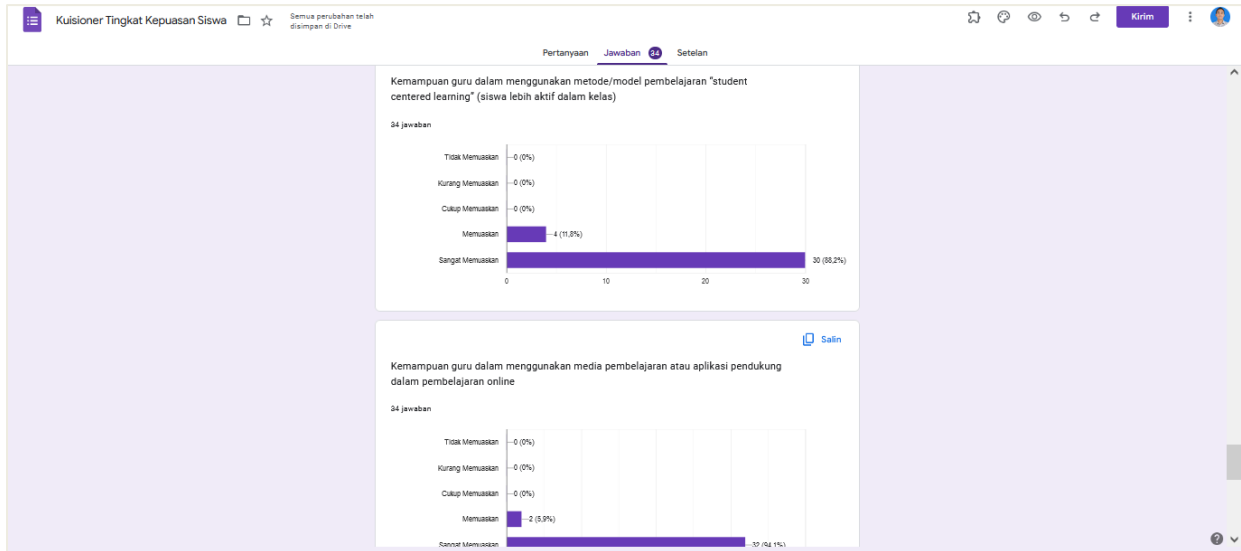 Kuisioner Tingkat Kepuasan Siswa
Semua perubahan telah
disimpan di Drive
Kirim
Pertanyaan Jawaban 34 Setelan
Kemampuan guru dalam menggunakan metode/model pembelajaran "student
centered learning" (siswa lebih aktif dalam kelas)
34 jawaban
Tidak Memuaskan 0 (0%)
Kurang Memuaskan 0 (0%)
Cukup Memuaskan 0 (0%)
Memuaskan 4 (11,8%)
Sangat Memuaskan 30 (88,2%)
0 10 20 30
Salin
Kemampuan guru dalam menggunakan media pembelajaran atau aplikasi pendukung
dalam pembelajaran online
34 jawaban
Tidak Memuaskan 0 (0%)
Kurang Memuaskan 0 (0%)
Cukup Memuaskan 0 (0%)
Memuaskan 2 (5,9%)
Sangat Memuaskan 32 (94,1%)